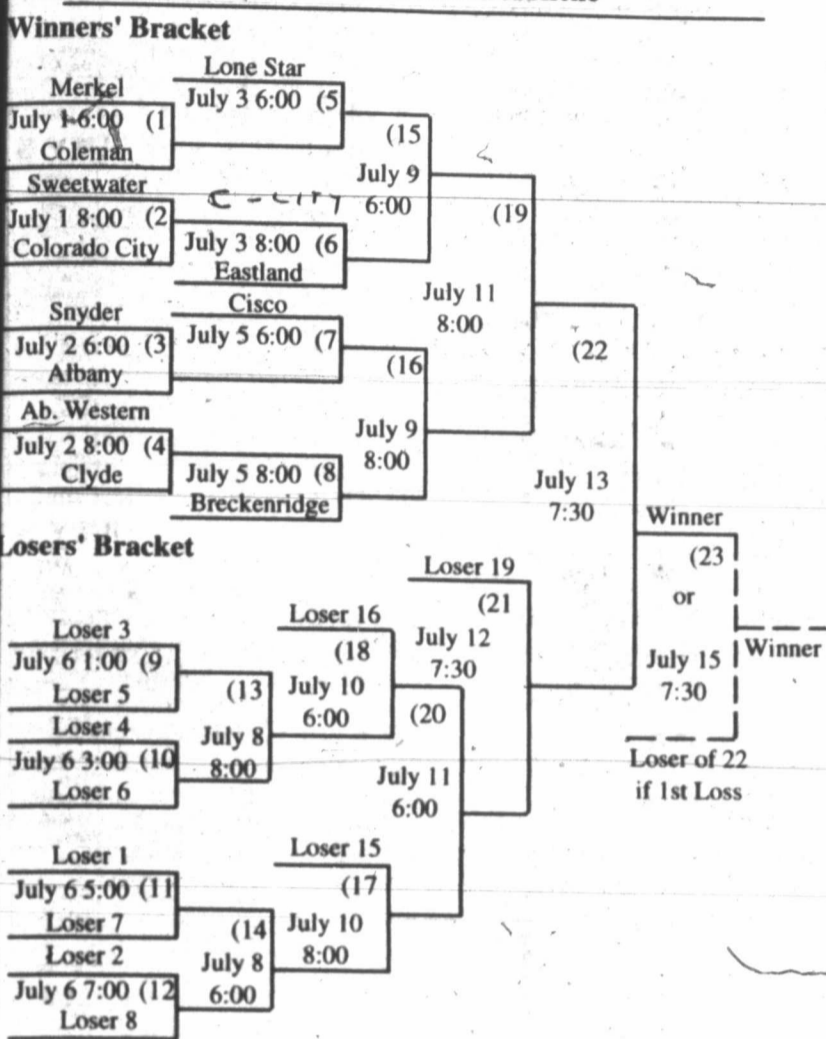 Winners' Bracket
Lone Star
July 3 6:00 (5
Merkel
July 1 6:00 (1
Coleman
Sweetwater
July 1 8:00 (2
Colorado City
C-City
July 3 8:00 (6
Eastland
(15
July 9
6:00
Snyder
July 2 6:00 (3
Albany
Cisco
July 5 6:00 (7
Ab. Western
July 2 8:00 (4
Clyde
July 5 8:00 (8
Breckenridge
(16
July 9
8:00
(19
July 11
8:00
(22
July 13
7:30
Winner
(23
or
July 15
7:30
Winner
Loser of 22
if 1st Loss
Losers' Bracket
Loser 3
July 6 1:00 (9
Loser 5
Loser 4
July 6 3:00 (10
Loser 6
(13
July 8
8:00
Loser 16
(18
July 10
6:00
Loser 19
(21
July 12
7:30
(20
July 11
6:00
Loser 1
July 6 5:00 (11
Loser 7
Loser 2
July 6 7:00 (12
Loser 8
(14
July 8
6:00
Loser 15
(17
July 10
8:00